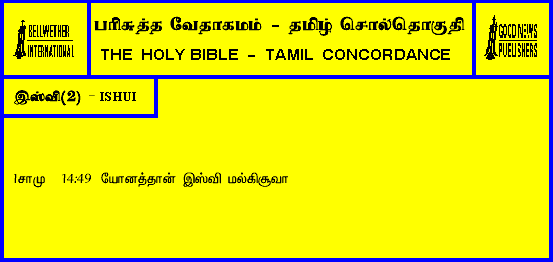 BELLWETHER
INTERNATIONAL
பரிசுத்த வேதாகமம் - தமிழ் சொல்தொகுதி
THE HOLY BIBLE - TAMIL CONCORDANCE
GOOD NEWS
PUBLISHERS
இஸ்வி(2) - ISHUI
1சாமு 14:49 யோனத்தான் இஸ்வி மல்கிசூவா